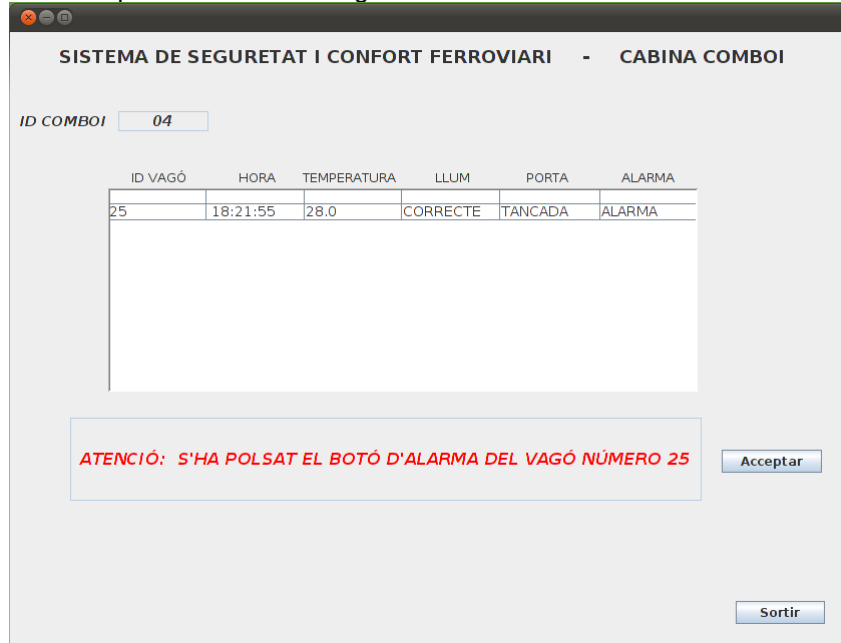 SISTEMA DE SEGURETAT I CONFORT FERROVIARI - CABINA COMBOI
ID COMBOI 04
ID VAGÓ HORA TEMPERATURA LLUM PORTA ALARMA
25 18:21:55 28.0 CORRECTE TANCADA ALARMA
ATENCIÓ: S'HA POLSAT EL BOTÓ D'ALARMA DEL VAGÓ NÚMERO 25
Acceptar
Sortir